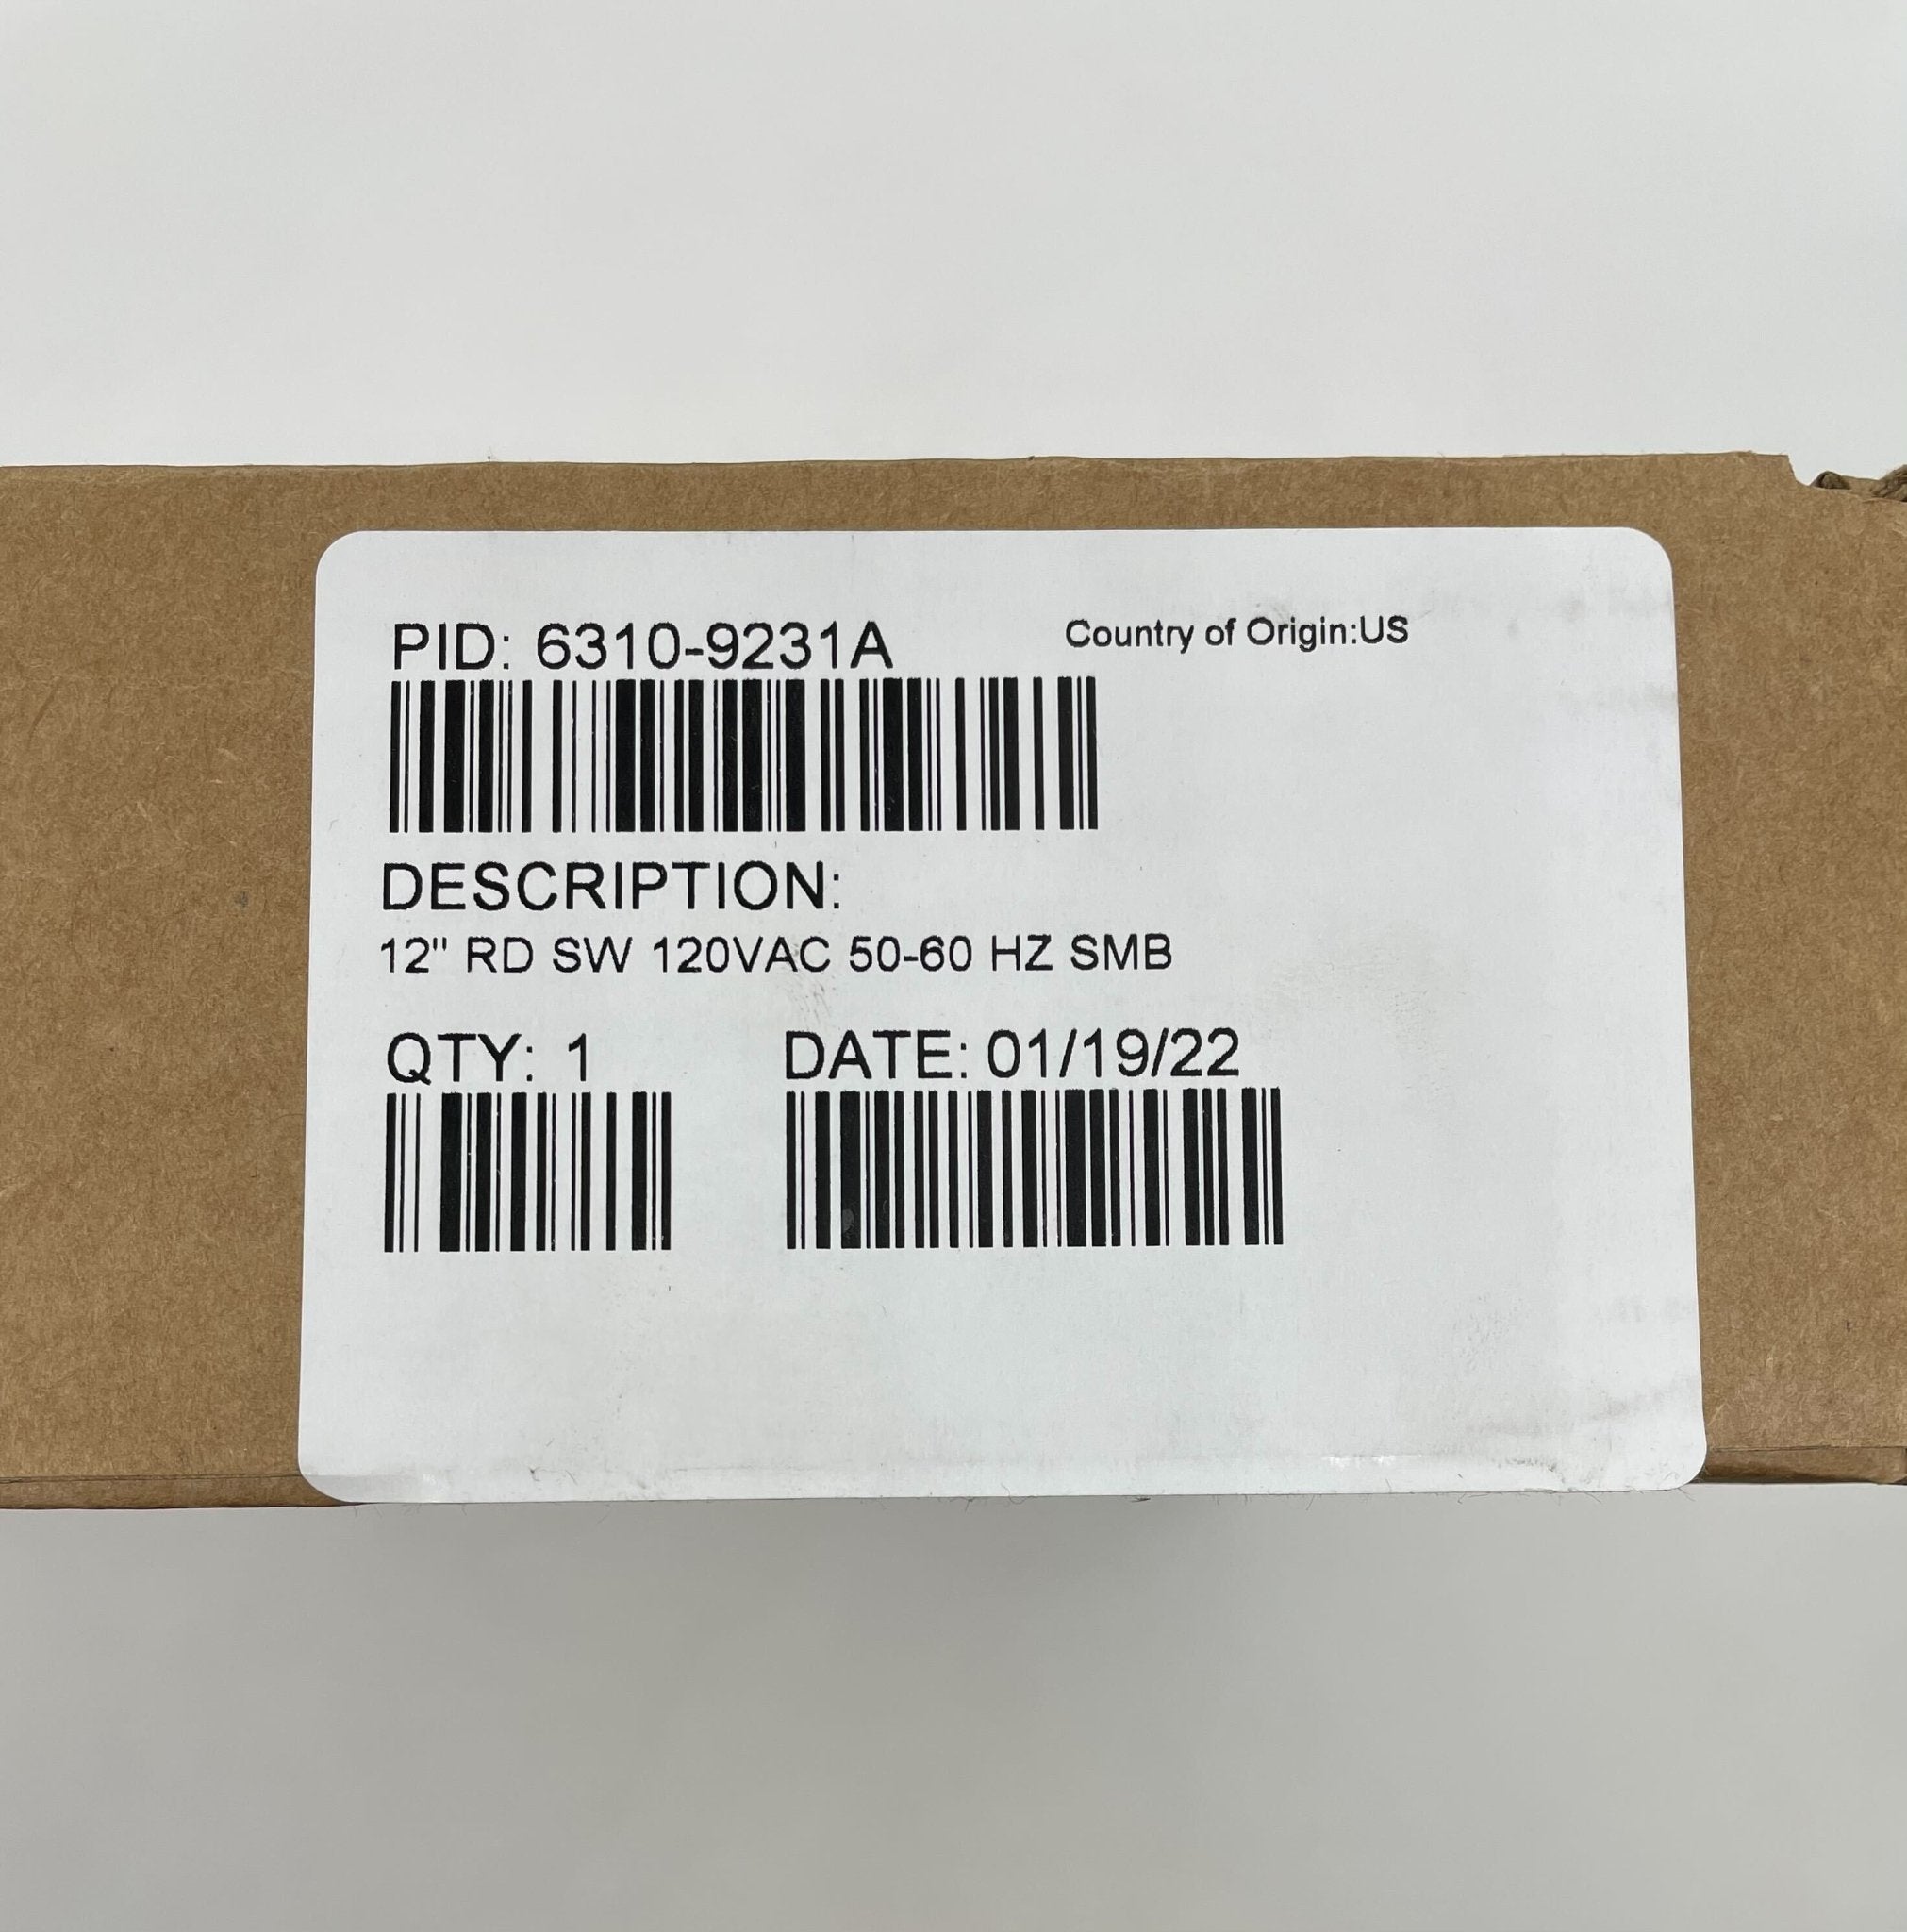 PID: 6310-9231A
Country of Origin:US
DESCRIPTION:
12" RD SW 120VAC 50-60 HZ SMB
QTY: 1
DATE: 01/19/22